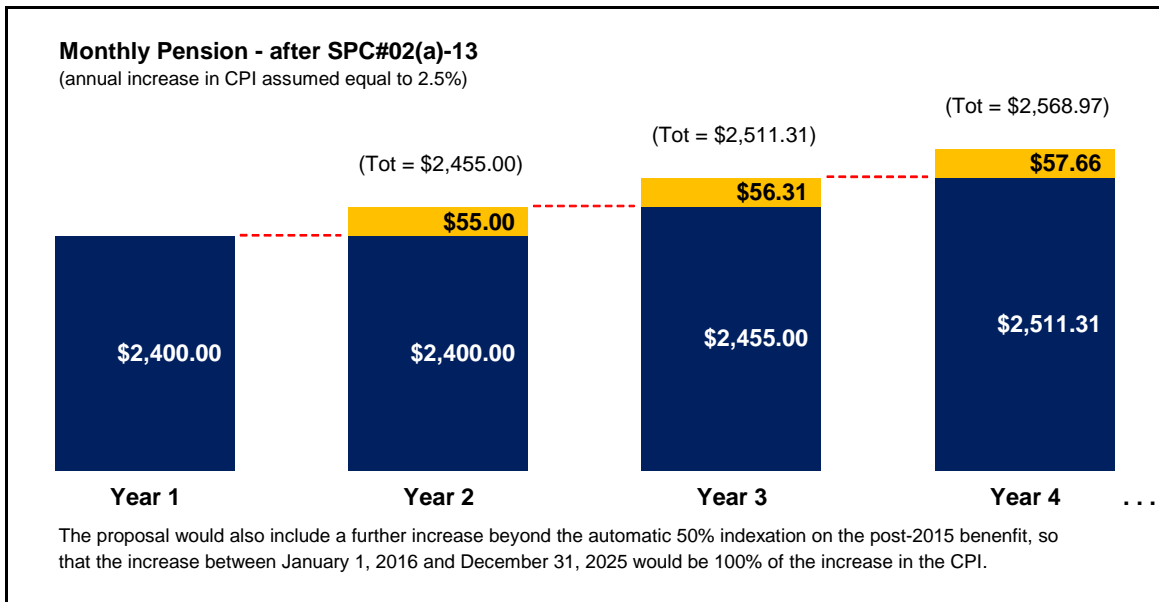 Monthly Pension - after SPC#02(a)-13
(annual increase in CPI assumed equal to 2.5%)
(Tot = $2,568.97)
(Tot = $2,511.31)
(Tot = $2,455.00)
$57.66
$56.31
$55.00
$2,511.31
$2,455.00
$2,400.00
$2,400.00
Year 1
Year 2
Year 3
Year 4
. . .
The proposal would also include a further increase beyond the automatic 50% indexation on the post-2015 benenfit, so
that the increase between January 1, 2016 and December 31, 2025 would be 100% of the increase in the CPI.